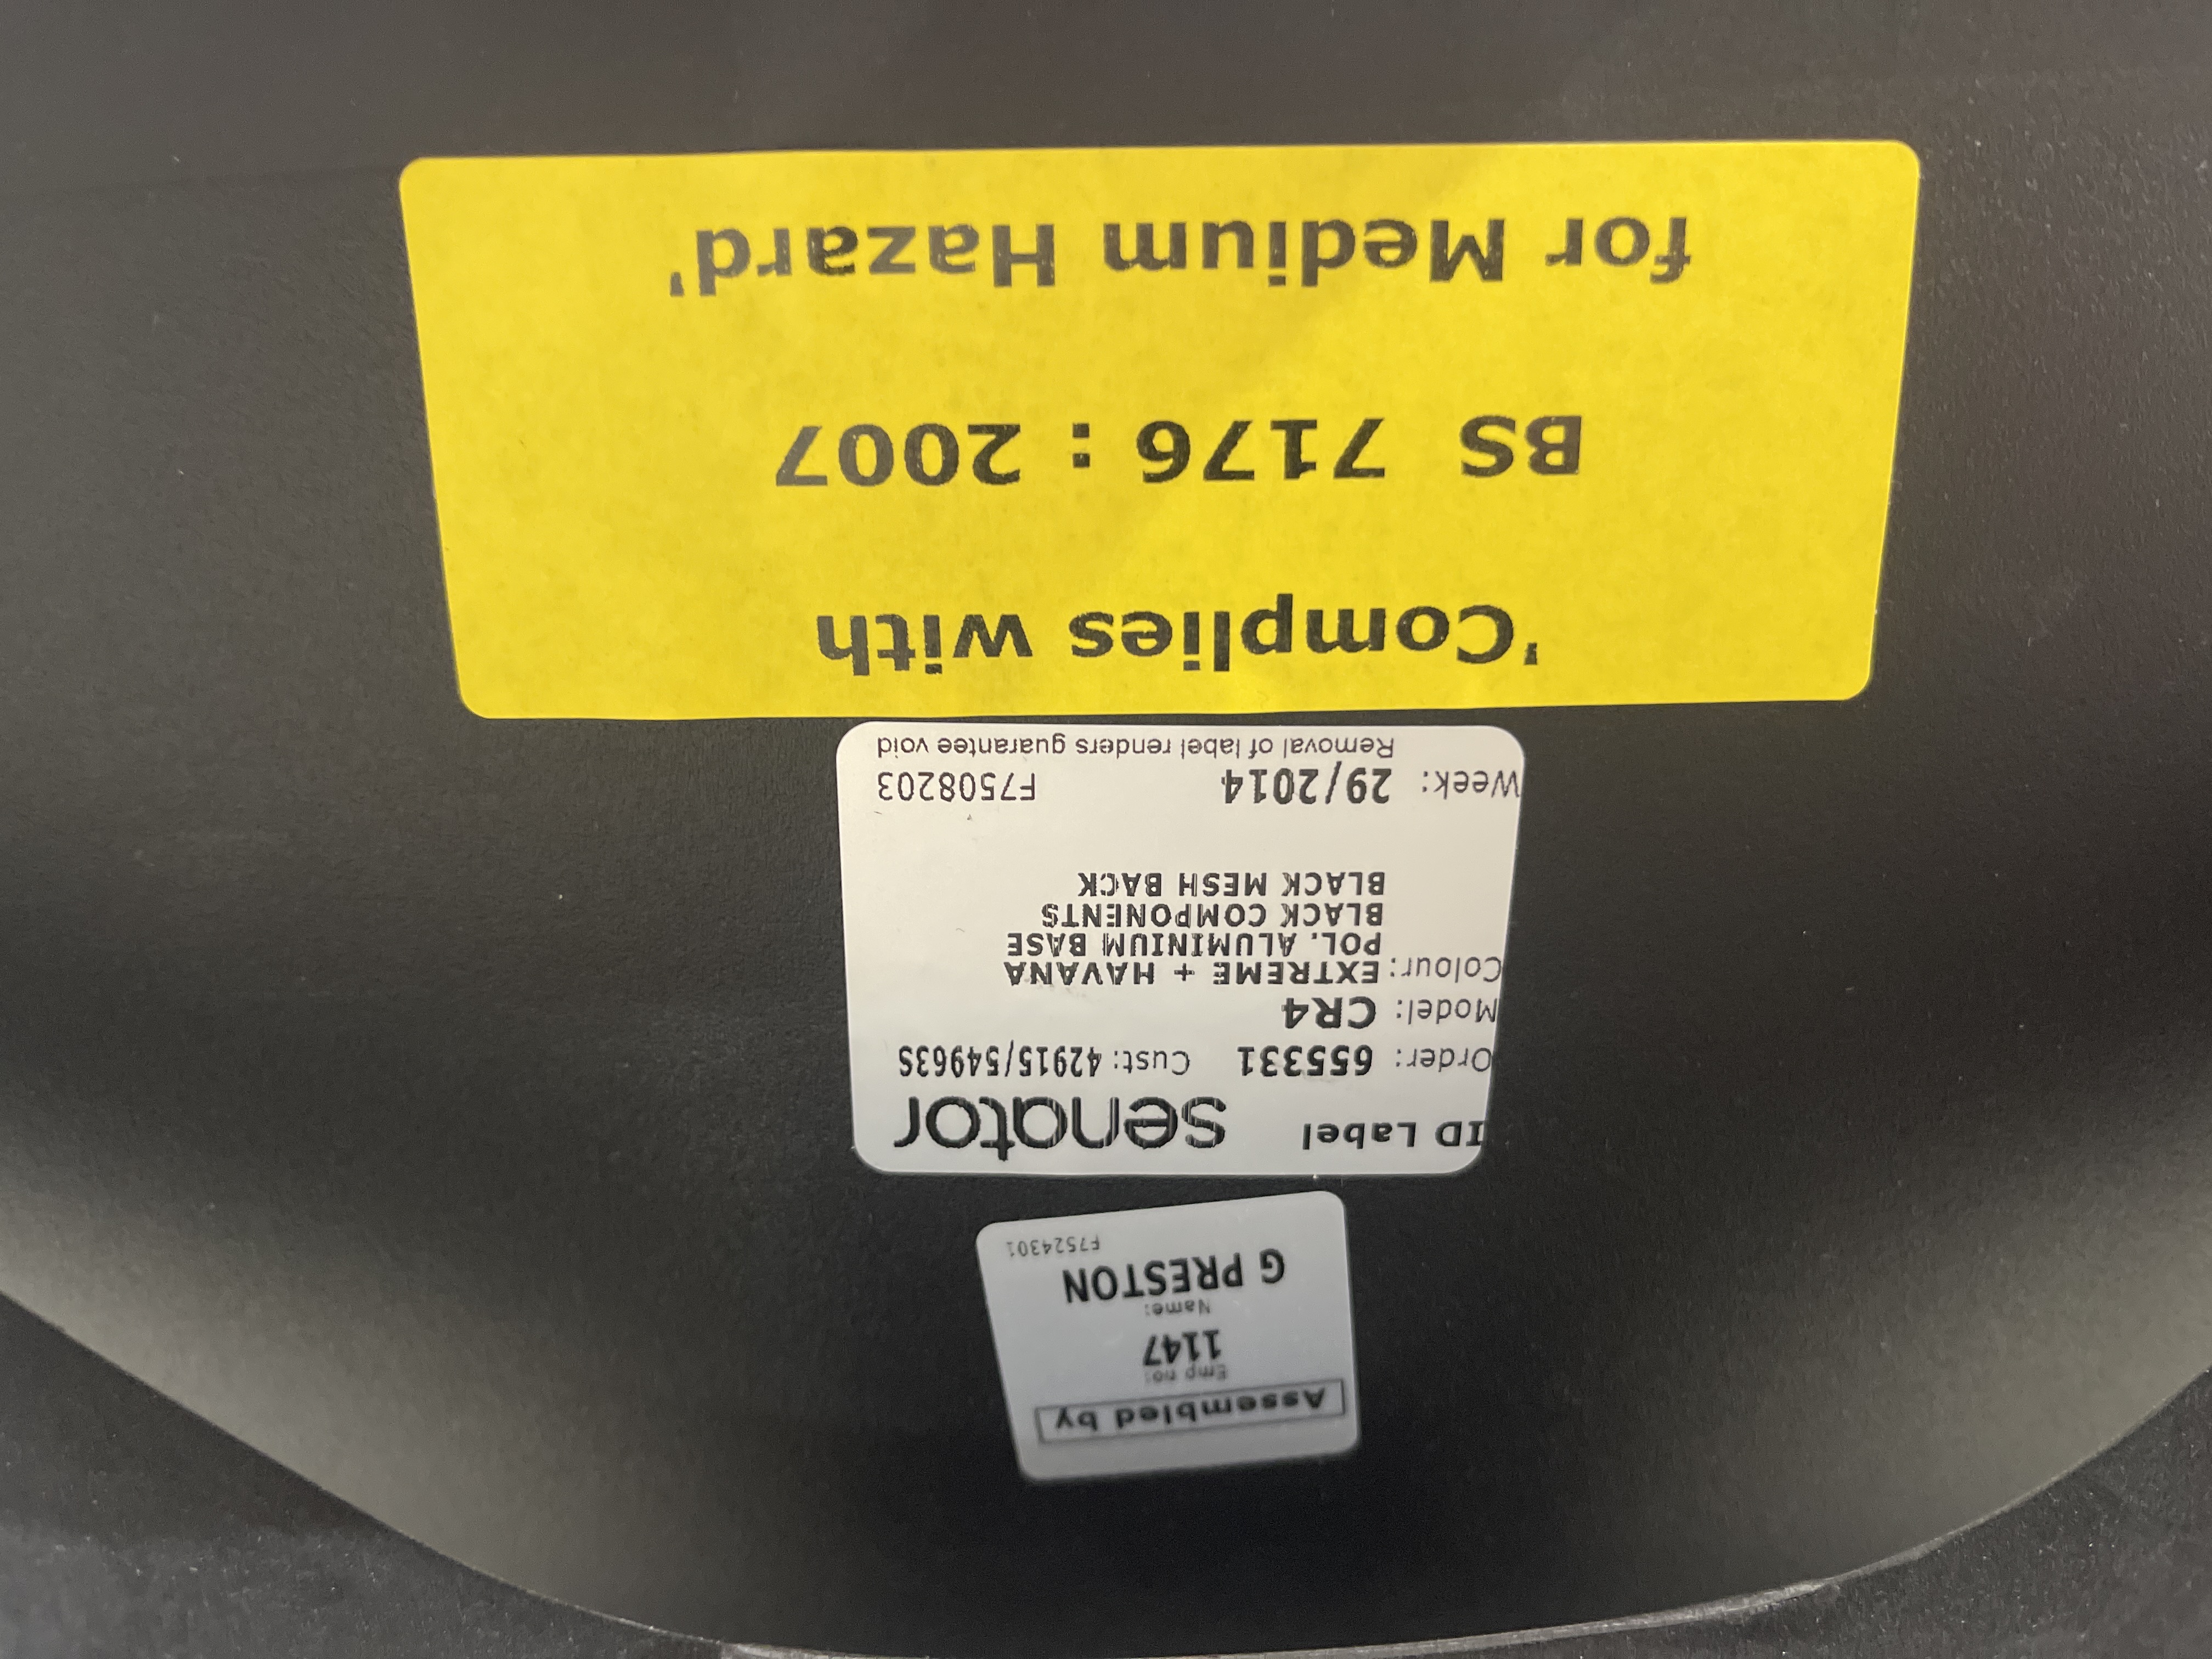 Assembled by
Emp no:
1147
Name:
G PRESTON
F7524301
ID Label senator
Order: 655331 Cust: 42915/54963S
Model: CR4
Colour: EXTREME + HAVANA
POL. ALUMINIUM BASE
BLACK COMPONENTS
BLACK MESH BACK
Week: 29/2014 F7508203
Removal of label renders guarantee void
'Complies with
BS 7176 : 2007
for Medium Hazard'